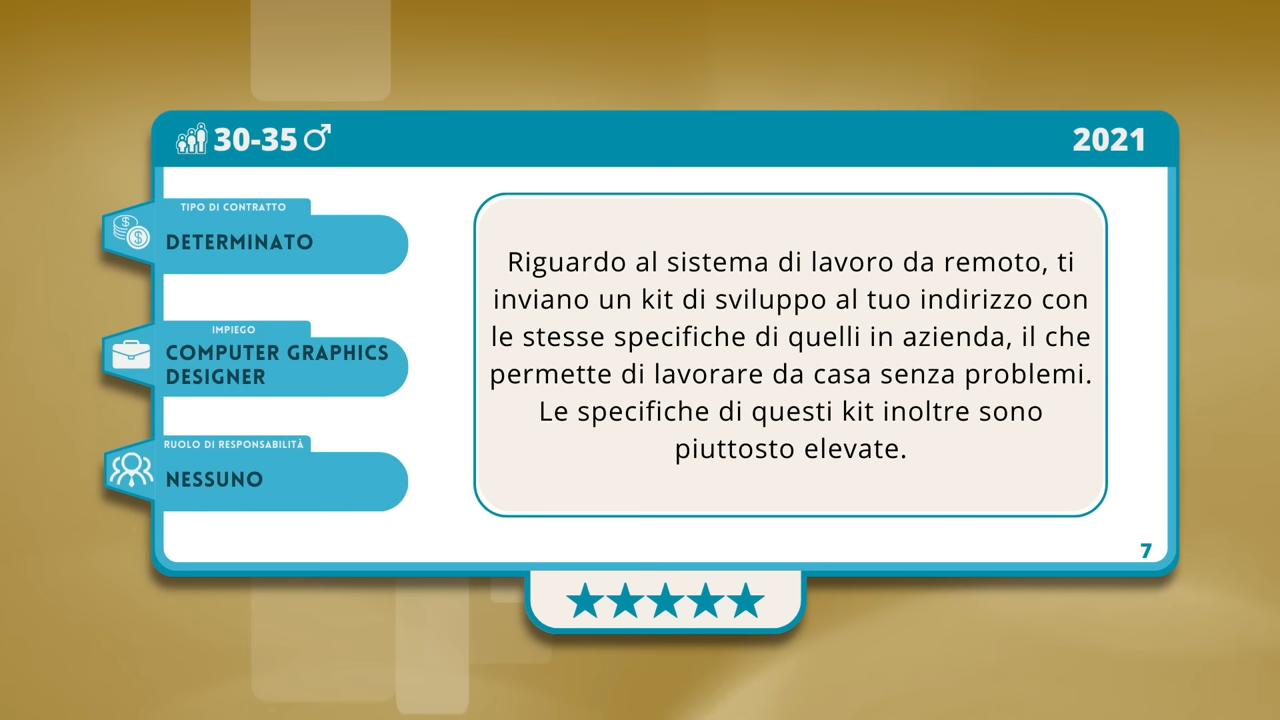 30-35♂
2021
TIPO DI CONTRATTO
DETERMINATO
IMPIEGO
COMPUTER GRAPHICS
DESIGNER
RUOLO DI RESPONSABILITÀ
NESSUNO
Riguardo al sistema di lavoro da remoto, ti
inviano un kit di sviluppo al tuo indirizzo con
le stesse specifiche di quelli in azienda, il che
permette di lavorare da casa senza problemi.
Le specifiche di questi kit inoltre sono
piuttosto elevate.
7
★★★★★